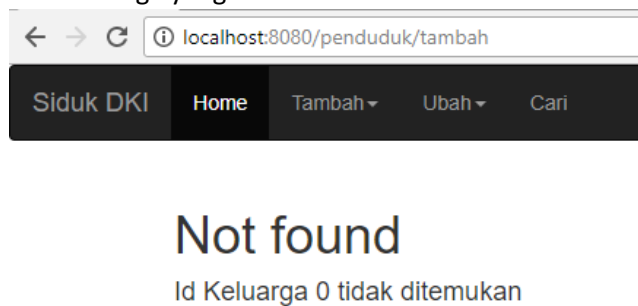 localhost:8080/penduduk/tambah
Siduk DKI Home Tambah Ubah Cari
Not found
Id Keluarga 0 tidak ditemukan